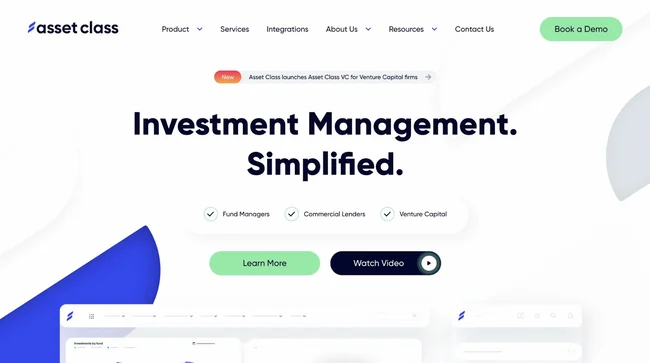 asset class
Product Services Integrations About Us Resources Contact Us
Book a Demo
New Asset Class launches Asset Class VC for Venture Capital firms
Investment Management.
Simplified.
Fund Managers Commercial Lenders Venture Capital
Learn More Watch Video
Investments by fund